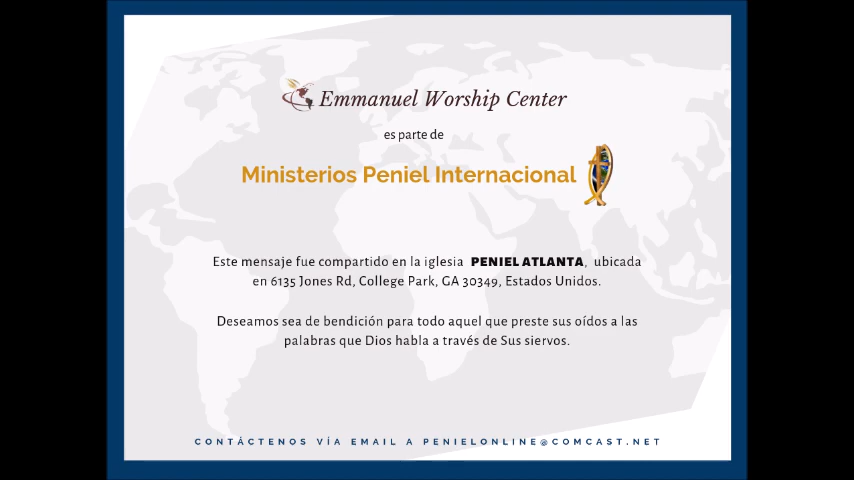 Emmanuel Worship Center
es parte de
Ministerios Peniel Internacional
Este mensaje fue compartido en la iglesia PENIEL ATLANTA, ubicada
en 6135 Jones Rd, College Park, GA 30349, Estados Unidos.
Deseamos sea de bendición para todo aquel que preste sus oídos a las
palabras que Dios habla a través de Sus siervos.
CONTÁCTENOS VÍA EMAIL A PENIELONLINE@COMCAST.NET